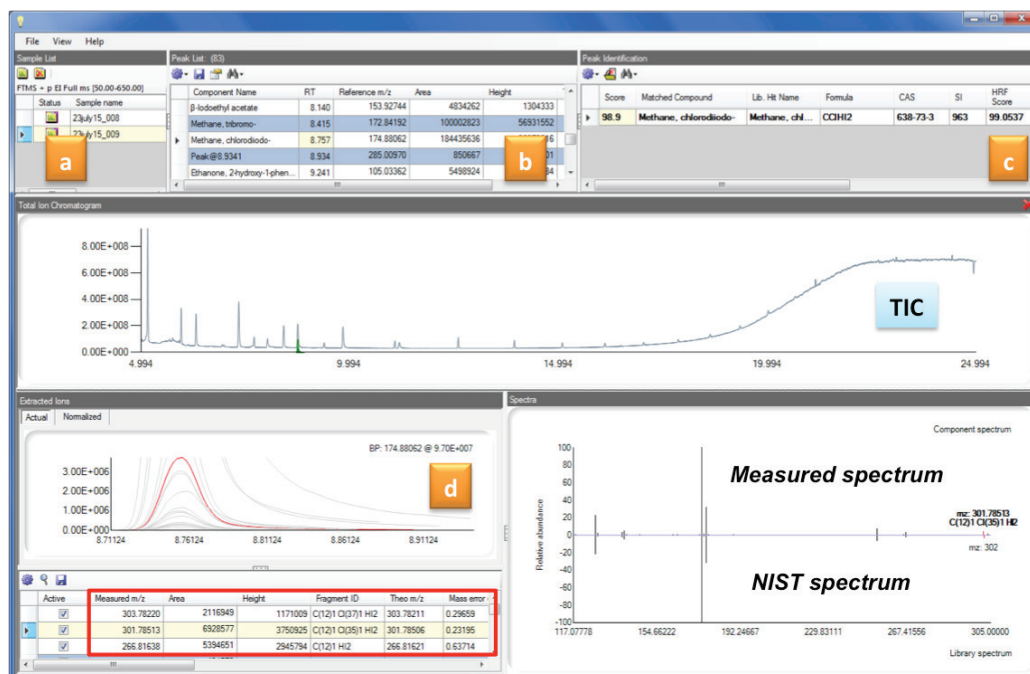 File View Help
Sample List
FTMS + p EI Full ms [50.00-650.00]
Status Sample name
23july15_008
23july15_009
a
Peak List: (83)
Component Name RT Reference m/z Area Height
β-Iodoethyl acetate 8.140 153.92744 4834262 1304333
Methane, tribromo- 8.415 172.84192 100002823 56931552
Methane, chlorodiiodo- 8.757 174.88062 184435636
Peak@8.9341 8.934 285.00970 850667
Ethanone, 2-hydroxy-1-phen... 9.241 105.03362 5498924
b
Peak Identification
Score Matched Compound Lib. Hit Name Formula CAS SI HRF Score
98.9 Methane, chlorodiiodo- Methane, chl... CClHI2 638-73-3 963 99.0537
c
Total Ion Chromatogram
8.00E+008
6.00E+008
4.00E+008
2.00E+008
0.00E+000
4.994 9.994 14.994 19.994 24.994
TIC
Extracted Ions
Actual Normalized
BP: 174.88062 @ 9.70E+007
3.00E+006
2.00E+006
1.00E+006
0.00E+000
8.71124 8.76124 8.81124 8.86124 8.91124
d
Active Measured m/z Area Height Fragment ID Theo m/z Mass error
303.78220 2116949 1171009 C(12)1 Cl(37)1 HI2 303.78211 0.29659
301.78513 6928577 3750925 C(12)1 Cl(35)1 HI2 301.78506 0.23195
266.81638 5394651 2945794 C(12)1 HI2 266.81621 0.63714
Spectra
Component spectrum
Relative abundance
100
80
60
40
20
0
-20
-40
-60
-80
-100
Measured spectrum
mz: 301.78513
C(12)1 Cl(35)1 HI2
mz: 302
NIST spectrum
117.07778 154.66222 192.24667 229.83111 267.41556 305.00000
Library spectrum